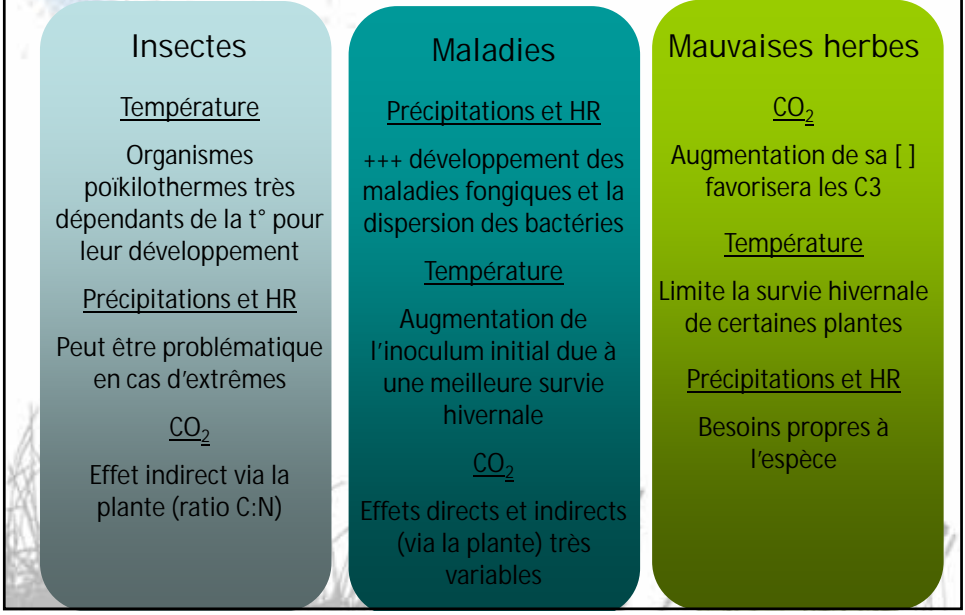 Insectes
Température
Organismes
poïkilothermes très
dépendants de la t° pour
leur développement
Précipitations et HR
Peut être problématique
en cas d'extrêmes
CO₂
Effet indirect via la
plante (ratio C:N)
Maladies
Précipitations et HR
+++ développement des
maladies fongiques et la
dispersion des bactéries
Température
Augmentation de
l'inoculum initial due à
une meilleure survie
hivernale
CO₂
Effets directs et indirects
(via la plante) très
variables
Mauvaises herbes
CO₂
Augmentation de sa [ ]
favorisera les C3
Température
Limite la survie hivernale
de certaines plantes
Précipitations et HR
Besoins propres à
l'espèce